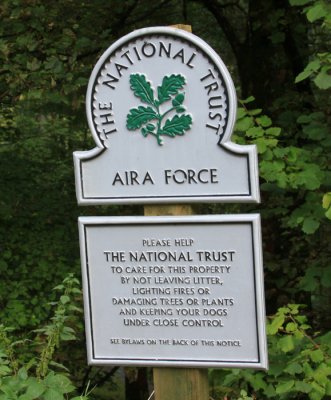 THE NATIONAL TRUST
AIRA FORCE
PLEASE HELP
THE NATIONAL TRUST
TO CARE FOR THIS PROPERTY
BY NOT LEAVING LITTER,
LIGHTING FIRES OR
DAMAGING TREES OR PLANTS
AND KEEPING YOUR DOGS
UNDER CLOSE CONTROL
SEE BYLAWS ON THE BACK OF THIS NOTICE